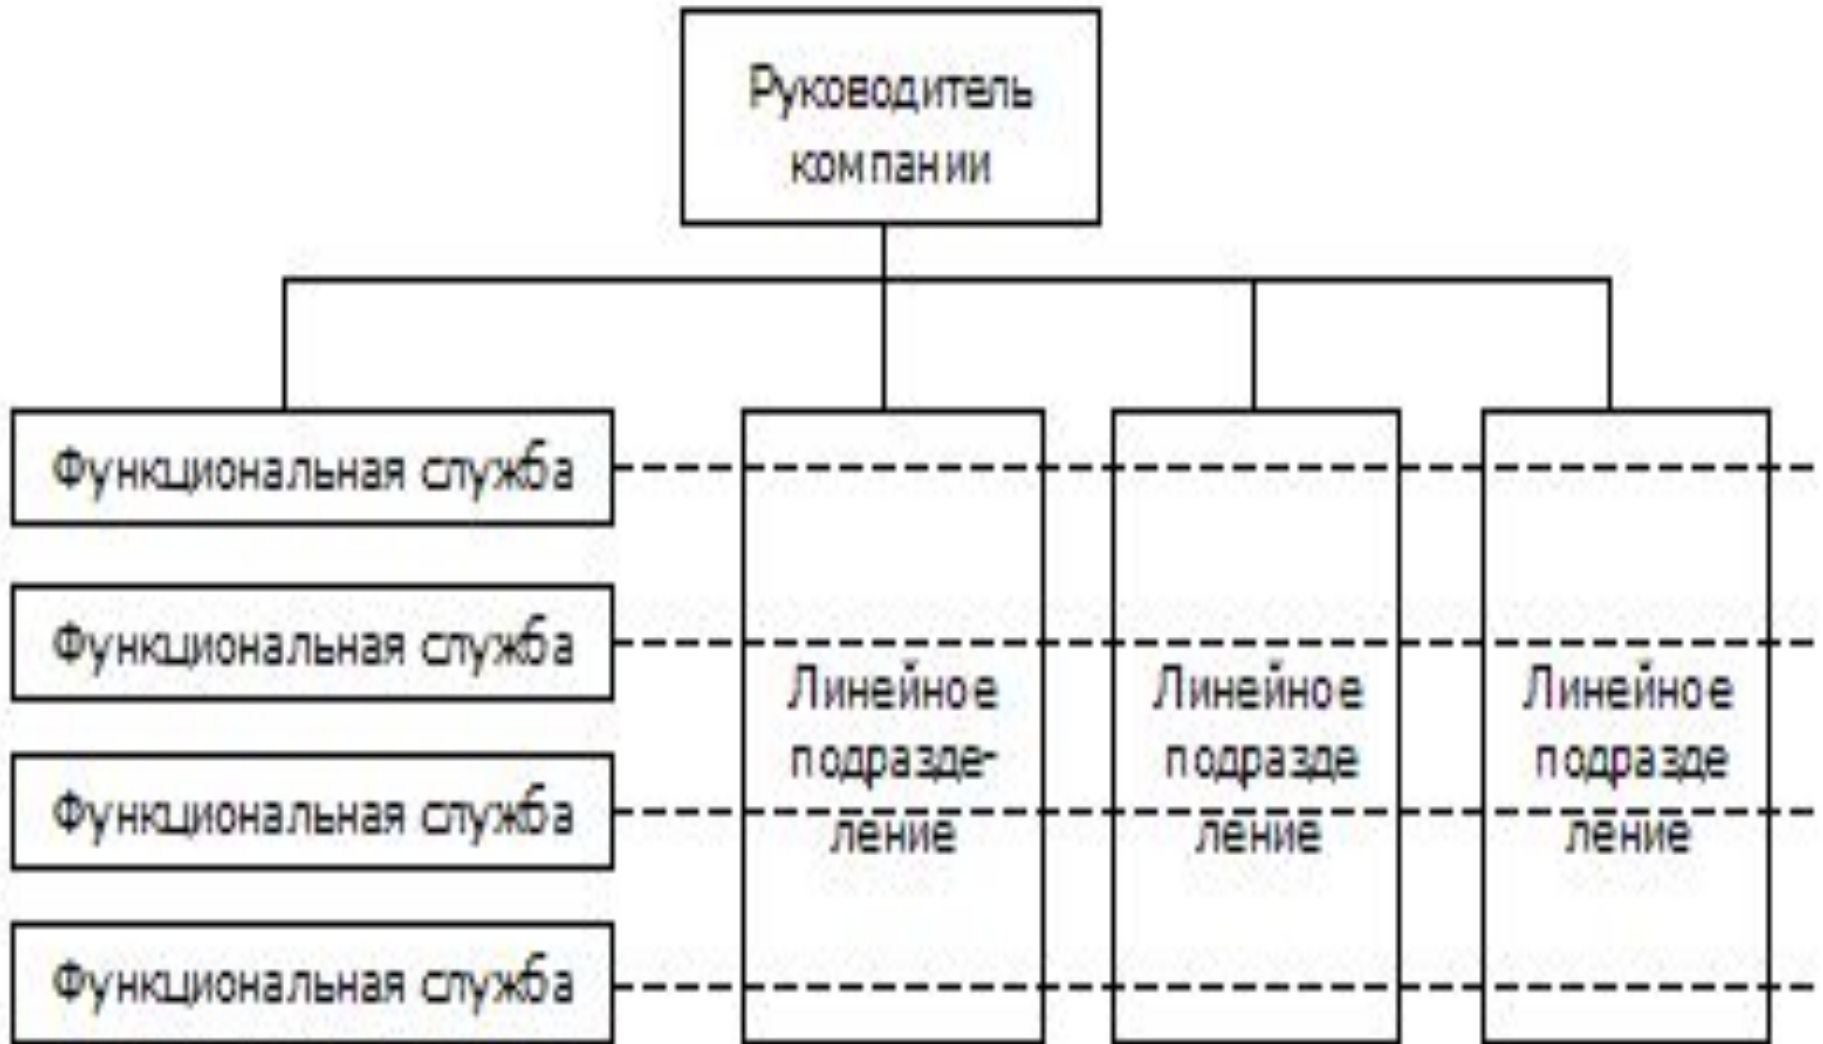 Руководитель
компании
Функциональная служба
Функциональная служба
Функциональная служба
Функциональная служба
Линейное
подразде-
ление
Линейное
подразде
ление
Линейное
подразде
ление